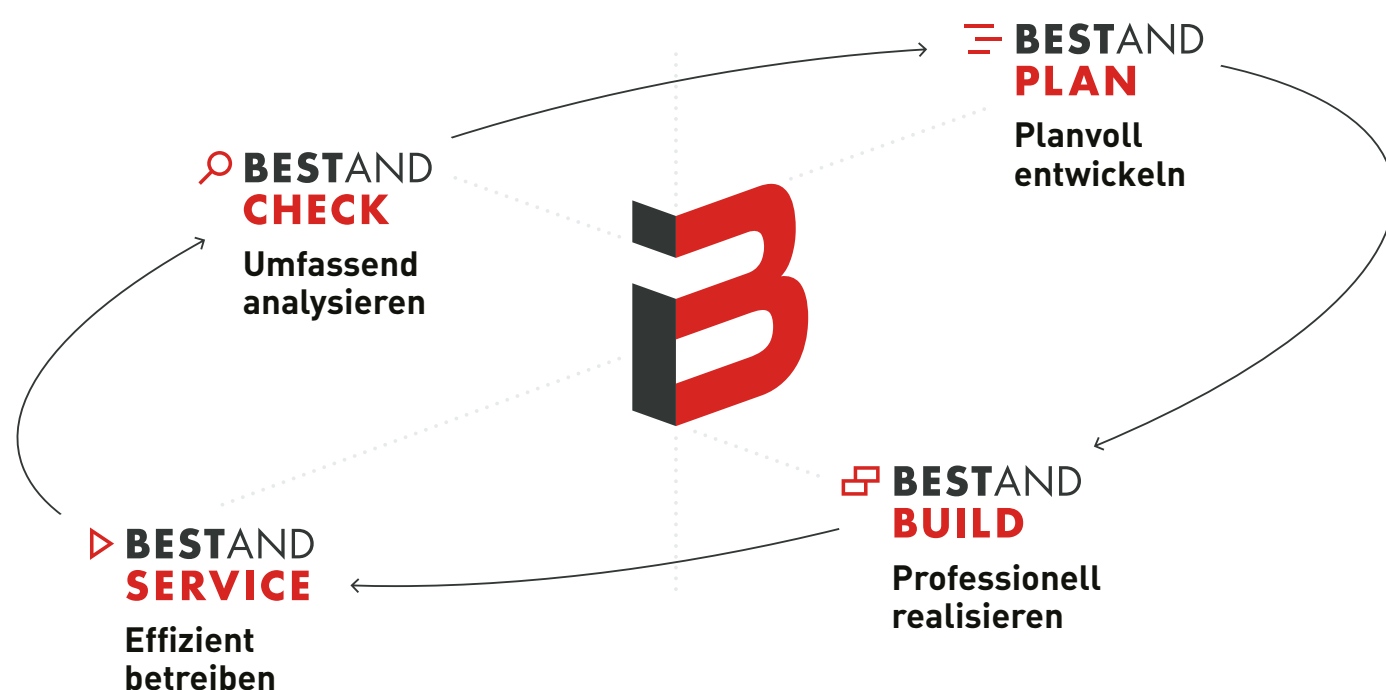 BESTAND
PLAN
Planvoll
entwickeln
BESTAND
CHECK
Umfassend
analysieren
BESTAND
BUILD
Professionell
realisieren
BESTAND
SERVICE
Effizient
betreiben